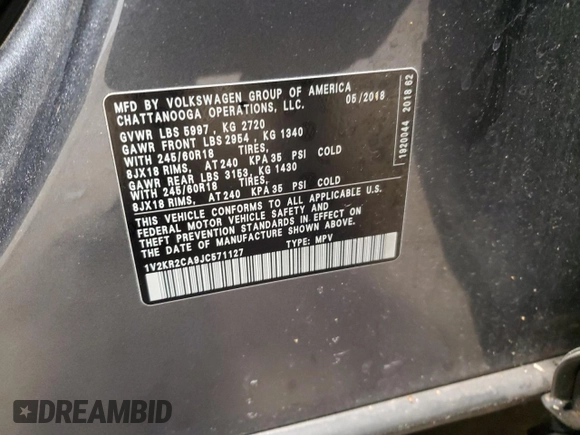 MFD BY VOLKSWAGEN GROUP OF AMERICA
CHATTANOOGA OPERATIONS, LLC. 05/2018
GVWR LBS 5997 , KG 2720
GAWR FRONT LBS 2954 , KG 1340
WITH 245/60R18 TIRES,
8JX18 RIMS, AT 240 KPA 35 PSI COLD
GAWR REAR LBS 3153, KG 1430
WITH 245/60R18 TIRES,
8JX18 RIMS, AT 240 KPA 35 PSI COLD
THIS VEHICLE CONFORMS TO ALL APPLICABLE U.S.
FEDERAL MOTOR VEHICLE SAFETY AND
THEFT PREVENTION STANDARDS IN EFFECT ON
THE DATE OF MANUFACTURE SHOWN ABOVE.
1V2KR2CA9JC571127 TYPE: MPV
1920044 2018 62
DREAMBID